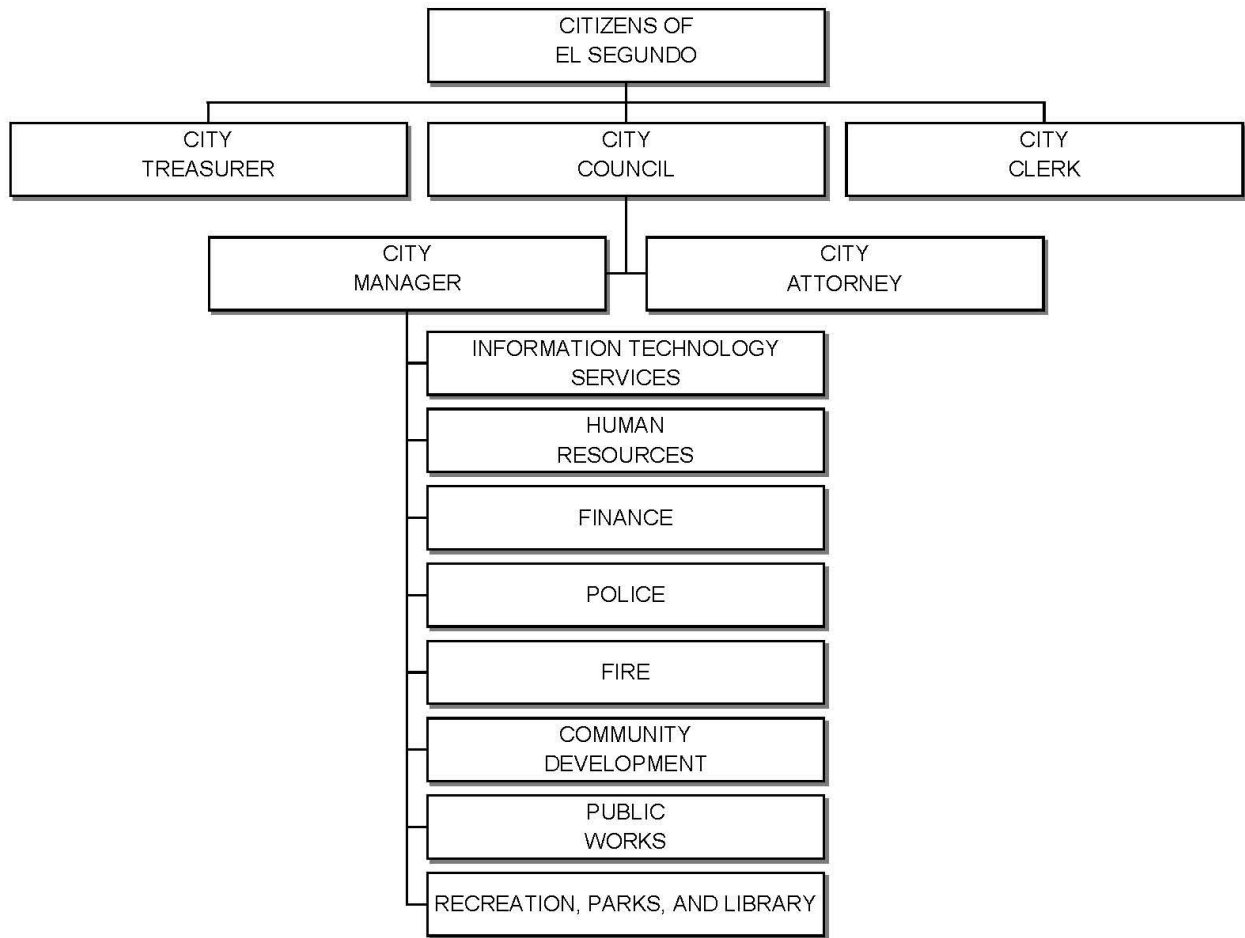 CITIZENS OF
EL SEGUNDO
CITY
TREASURER
CITY
COUNCIL
CITY
CLERK
CITY
MANAGER
CITY
ATTORNEY
INFORMATION TECHNOLOGY
SERVICES
HUMAN
RESOURCES
FINANCE
POLICE
FIRE
COMMUNITY
DEVELOPMENT
PUBLIC
WORKS
RECREATION, PARKS, AND LIBRARY